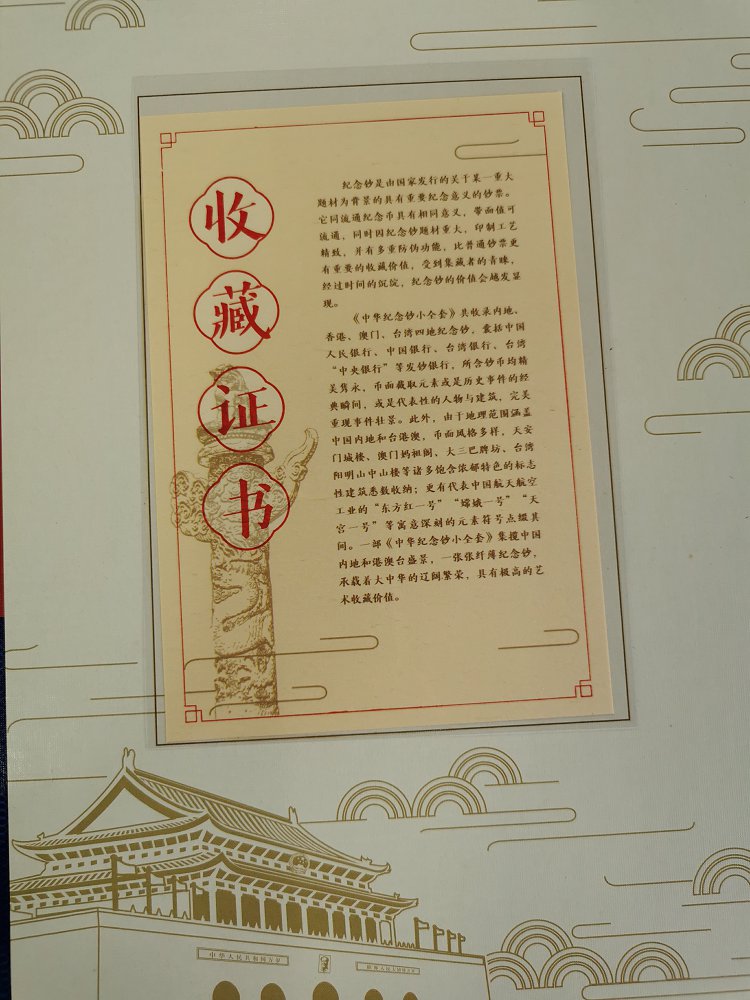 收
藏
证
书
纪念钞是由国家发行的关于某一重大
题材为背景的具有重要纪念意义的钞票。
它同流通纪念币具有相同意义，带面值可
流通，同时因纪念钞题材重大，印制工艺
精致，并有多重防伪功能，比普通钞票更
有重要的收藏价值，受到集藏者的青睐，
经过时间的沉淀，纪念钞的价值会越发显
现。
《中华纪念钞小全套》共收录内地、
香港、澳门、台湾四地纪念钞，囊括中国
人民银行、中国银行、台湾银行、台湾
“中央银行”等发钞银行，所含钞币均精
美隽永，币面截取元素或是历史事件的经
典瞬间，或是代表性的人物与建筑，完美
重现事件壮景。此外，由于地理范围涵盖
中国内地和台港澳，币面风格多样，天安
门城楼、澳门妈祖阁、大三巴牌坊、台湾
阳明山中山楼等诸多饱含浓郁特色的标志
性建筑悉数收纳；更有代表中国航天航空
工业的“东方红一号”“嫦娥一号”“天
宫一号”等寓意深刻的元素符号点缀其
间。一部《中华纪念钞小全套》集揽中国
内地和港澳台盛景，一张张纤薄纪念钞，
承载着大中华的辽阔繁荣，具有极高的艺
术收藏价值。
中华人民共和国万岁